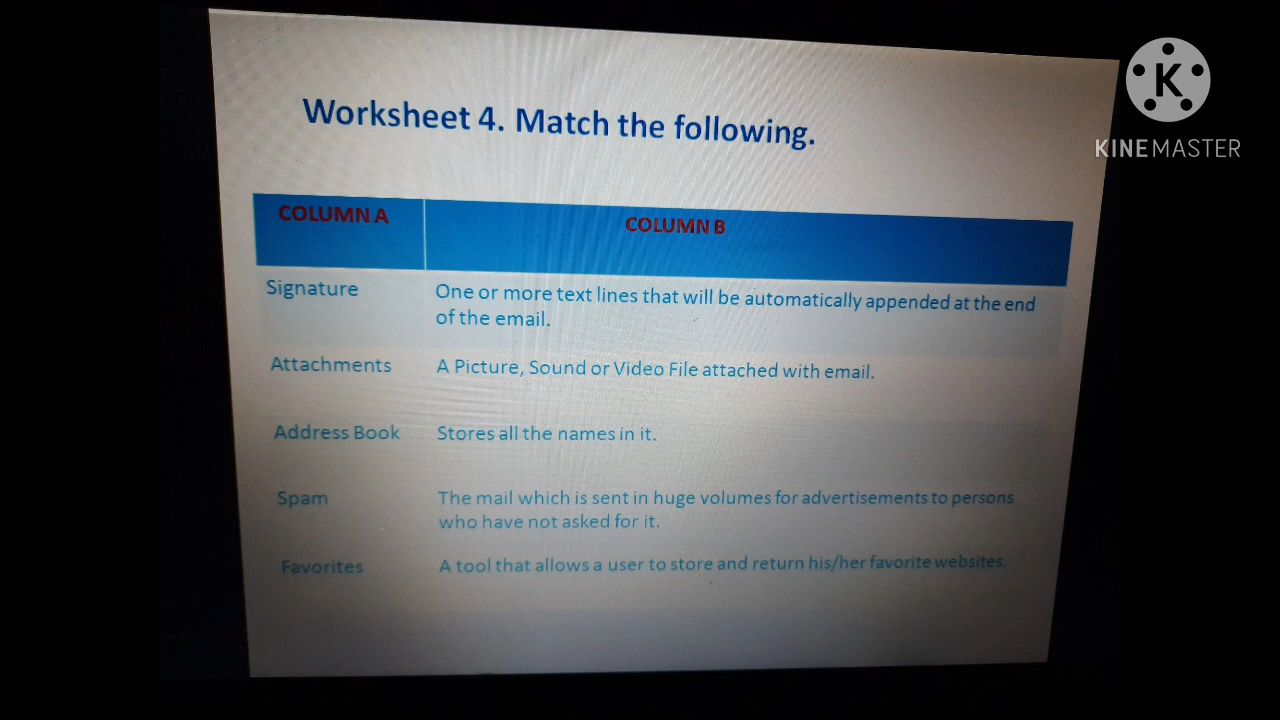 Worksheet 4. Match the following.
K
KINEMASTER
COLUMN A
COLUMN B
Signature
One or more text lines that will be automatically appended at the end
of the email.
Attachments
A Picture, Sound or Video File attached with email.
Address Book
Stores all the names in it.
Spam
The mail which is sent in huge volumes for advertisements to persons
who have not asked for it.
Favorites
A tool that allows a user to store and return his/her favorite websites.